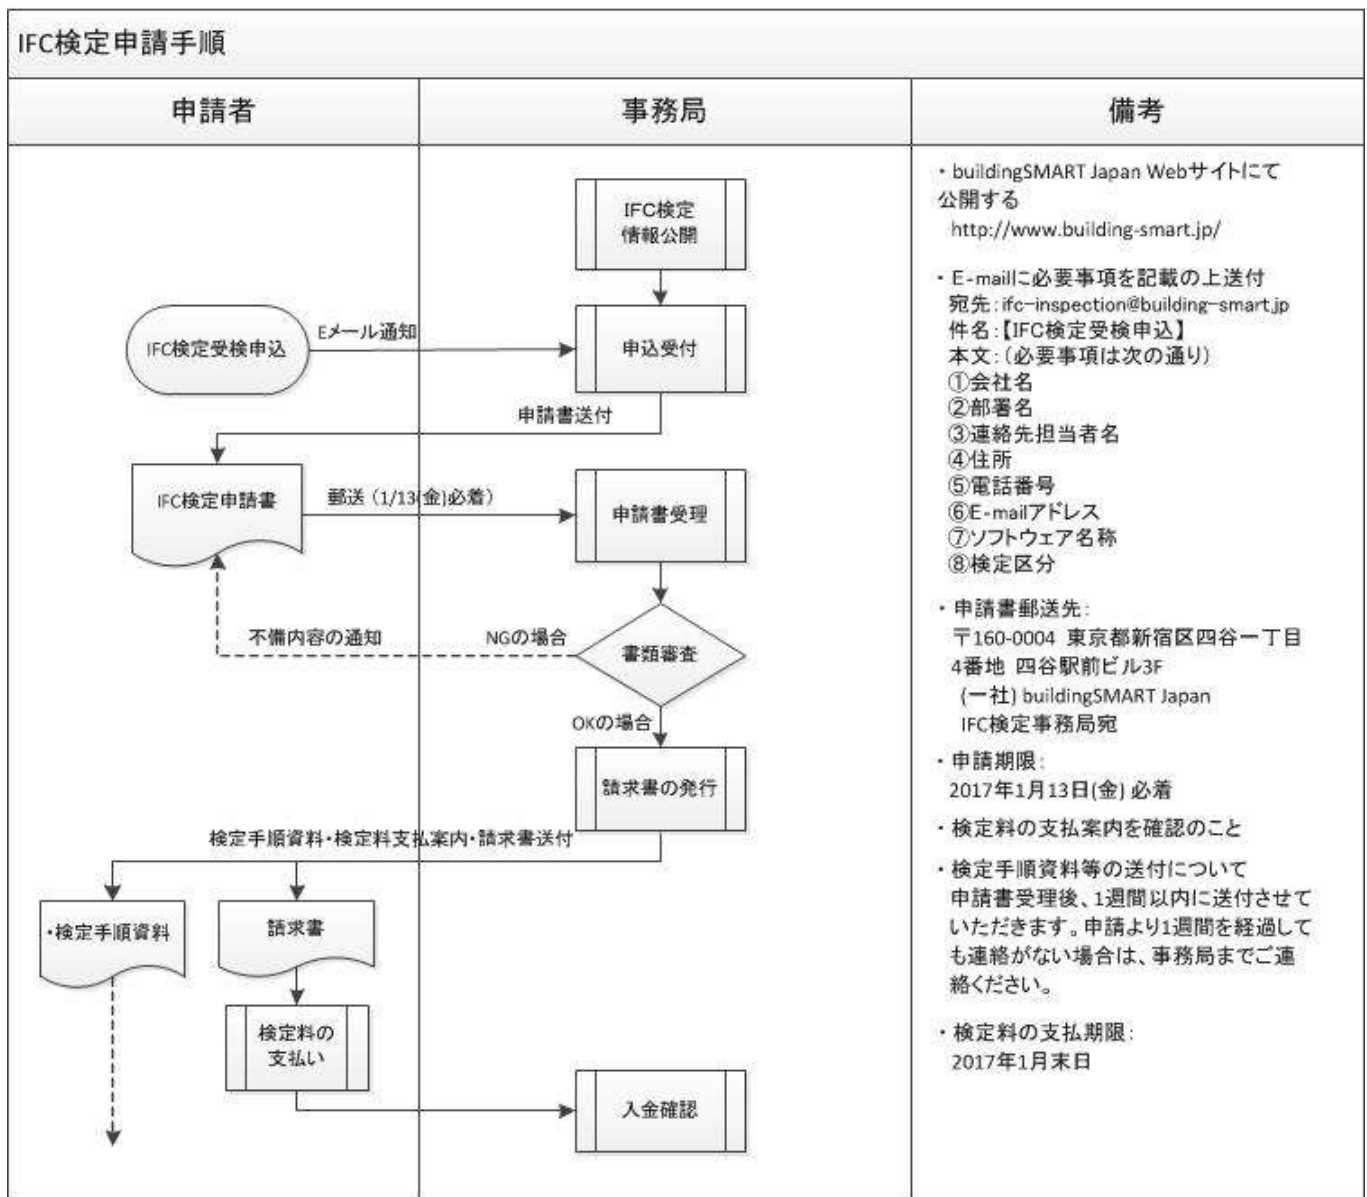 IFC検定申請手順
申請者
事務局
備考
IFC検定
情報公開
IFC検定受検申込
Eメール通知
申込受付
申請書送付
IFC検定申請書
郵送（1/13(金)必着）
申請書受理
不備内容の通知
NGの場合
書類審査
OKの場合
請求書の発行
検定手順資料・検定料支払案内・請求書送付
・検定手順資料
請求書
検定料の
支払い
入金確認
・buildingSMART Japan Webサイトにて
公開する
http://www.building-smart.jp/
・E-mailに必要事項を記載の上送付
宛先：ifc-inspection@building-smart.jp
件名：【IFC検定受検申込】
本文：（必要事項は次の通り）
①会社名
②部署名
③連絡先担当者名
④住所
⑤電話番号
⑥E-mailアドレス
⑦ソフトウェア名称
⑧検定区分
・申請書郵送先：
〒160-0004 東京都新宿区四谷一丁目
4番地 四谷駅前ビル3F
(一社) buildingSMART Japan
IFC検定事務局宛
・申請期限：
2017年1月13日(金) 必着
・検定料の支払案内を確認のこと
・検定手順資料等の送付について
申請書受理後、1週間以内に送付させて
いただきます。申請より1週間を経過して
も連絡がない場合は、事務局までご連
絡ください。
・検定料の支払期限：
2017年1月末日